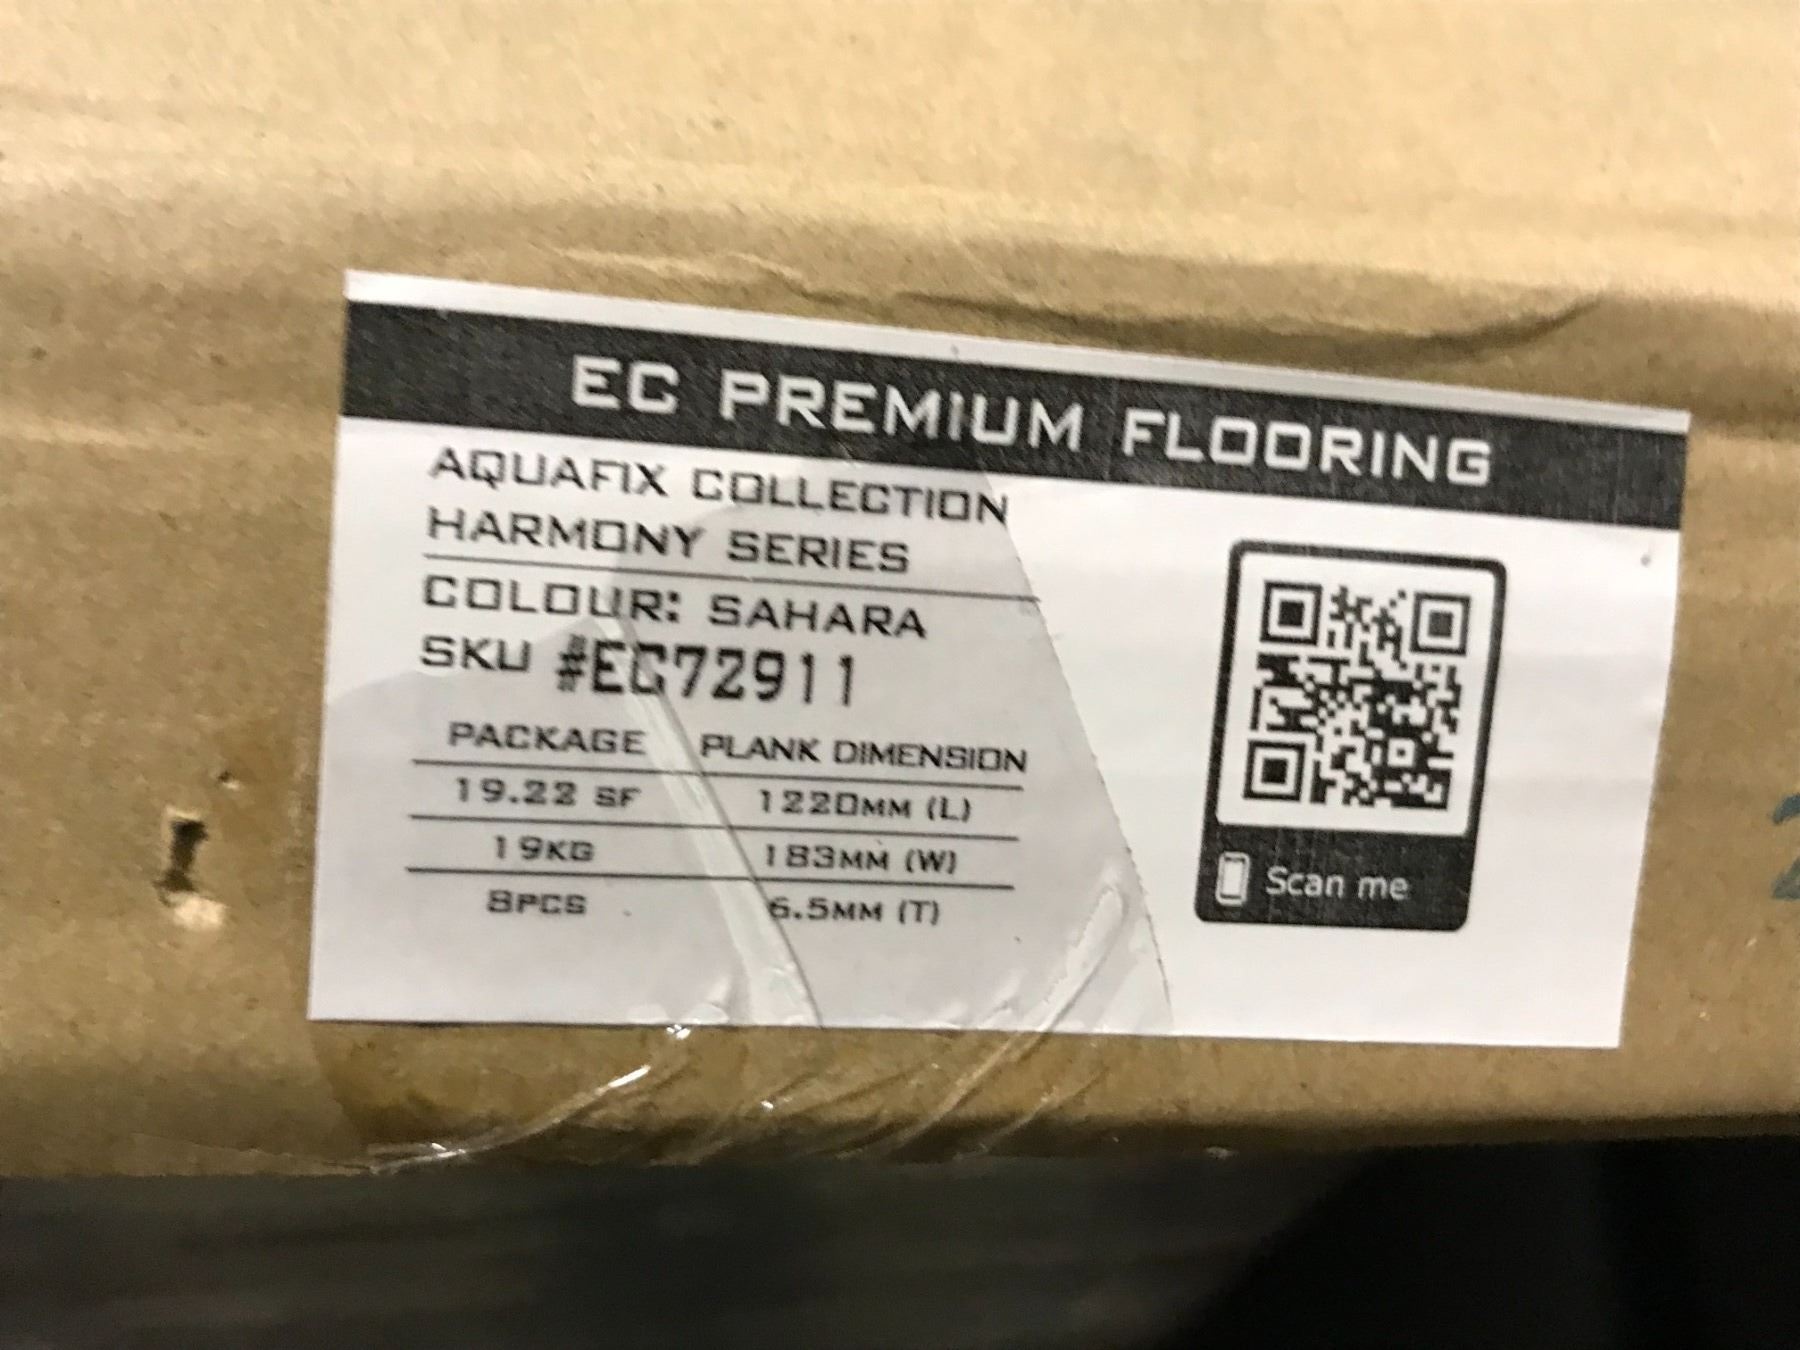 EC PREMIUM FLOORING
AQUAFIX COLLECTION
HARMONY SERIES
COLOUR: SAHARA
SKU #EC72911
PACKAGE PLANK DIMENSION
19.22 SF 1220MM (L)
19KG 183MM (W)
8PCS 6.5MM (T)
Scan me